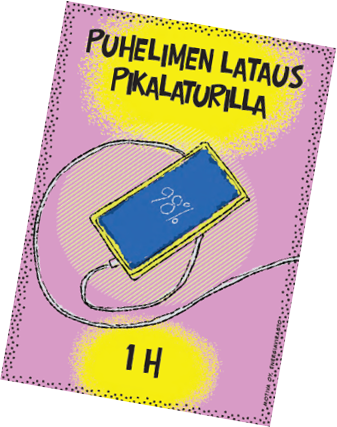 PUHELIMEN LATAUS
PIKALATURILLA
98%
1 H